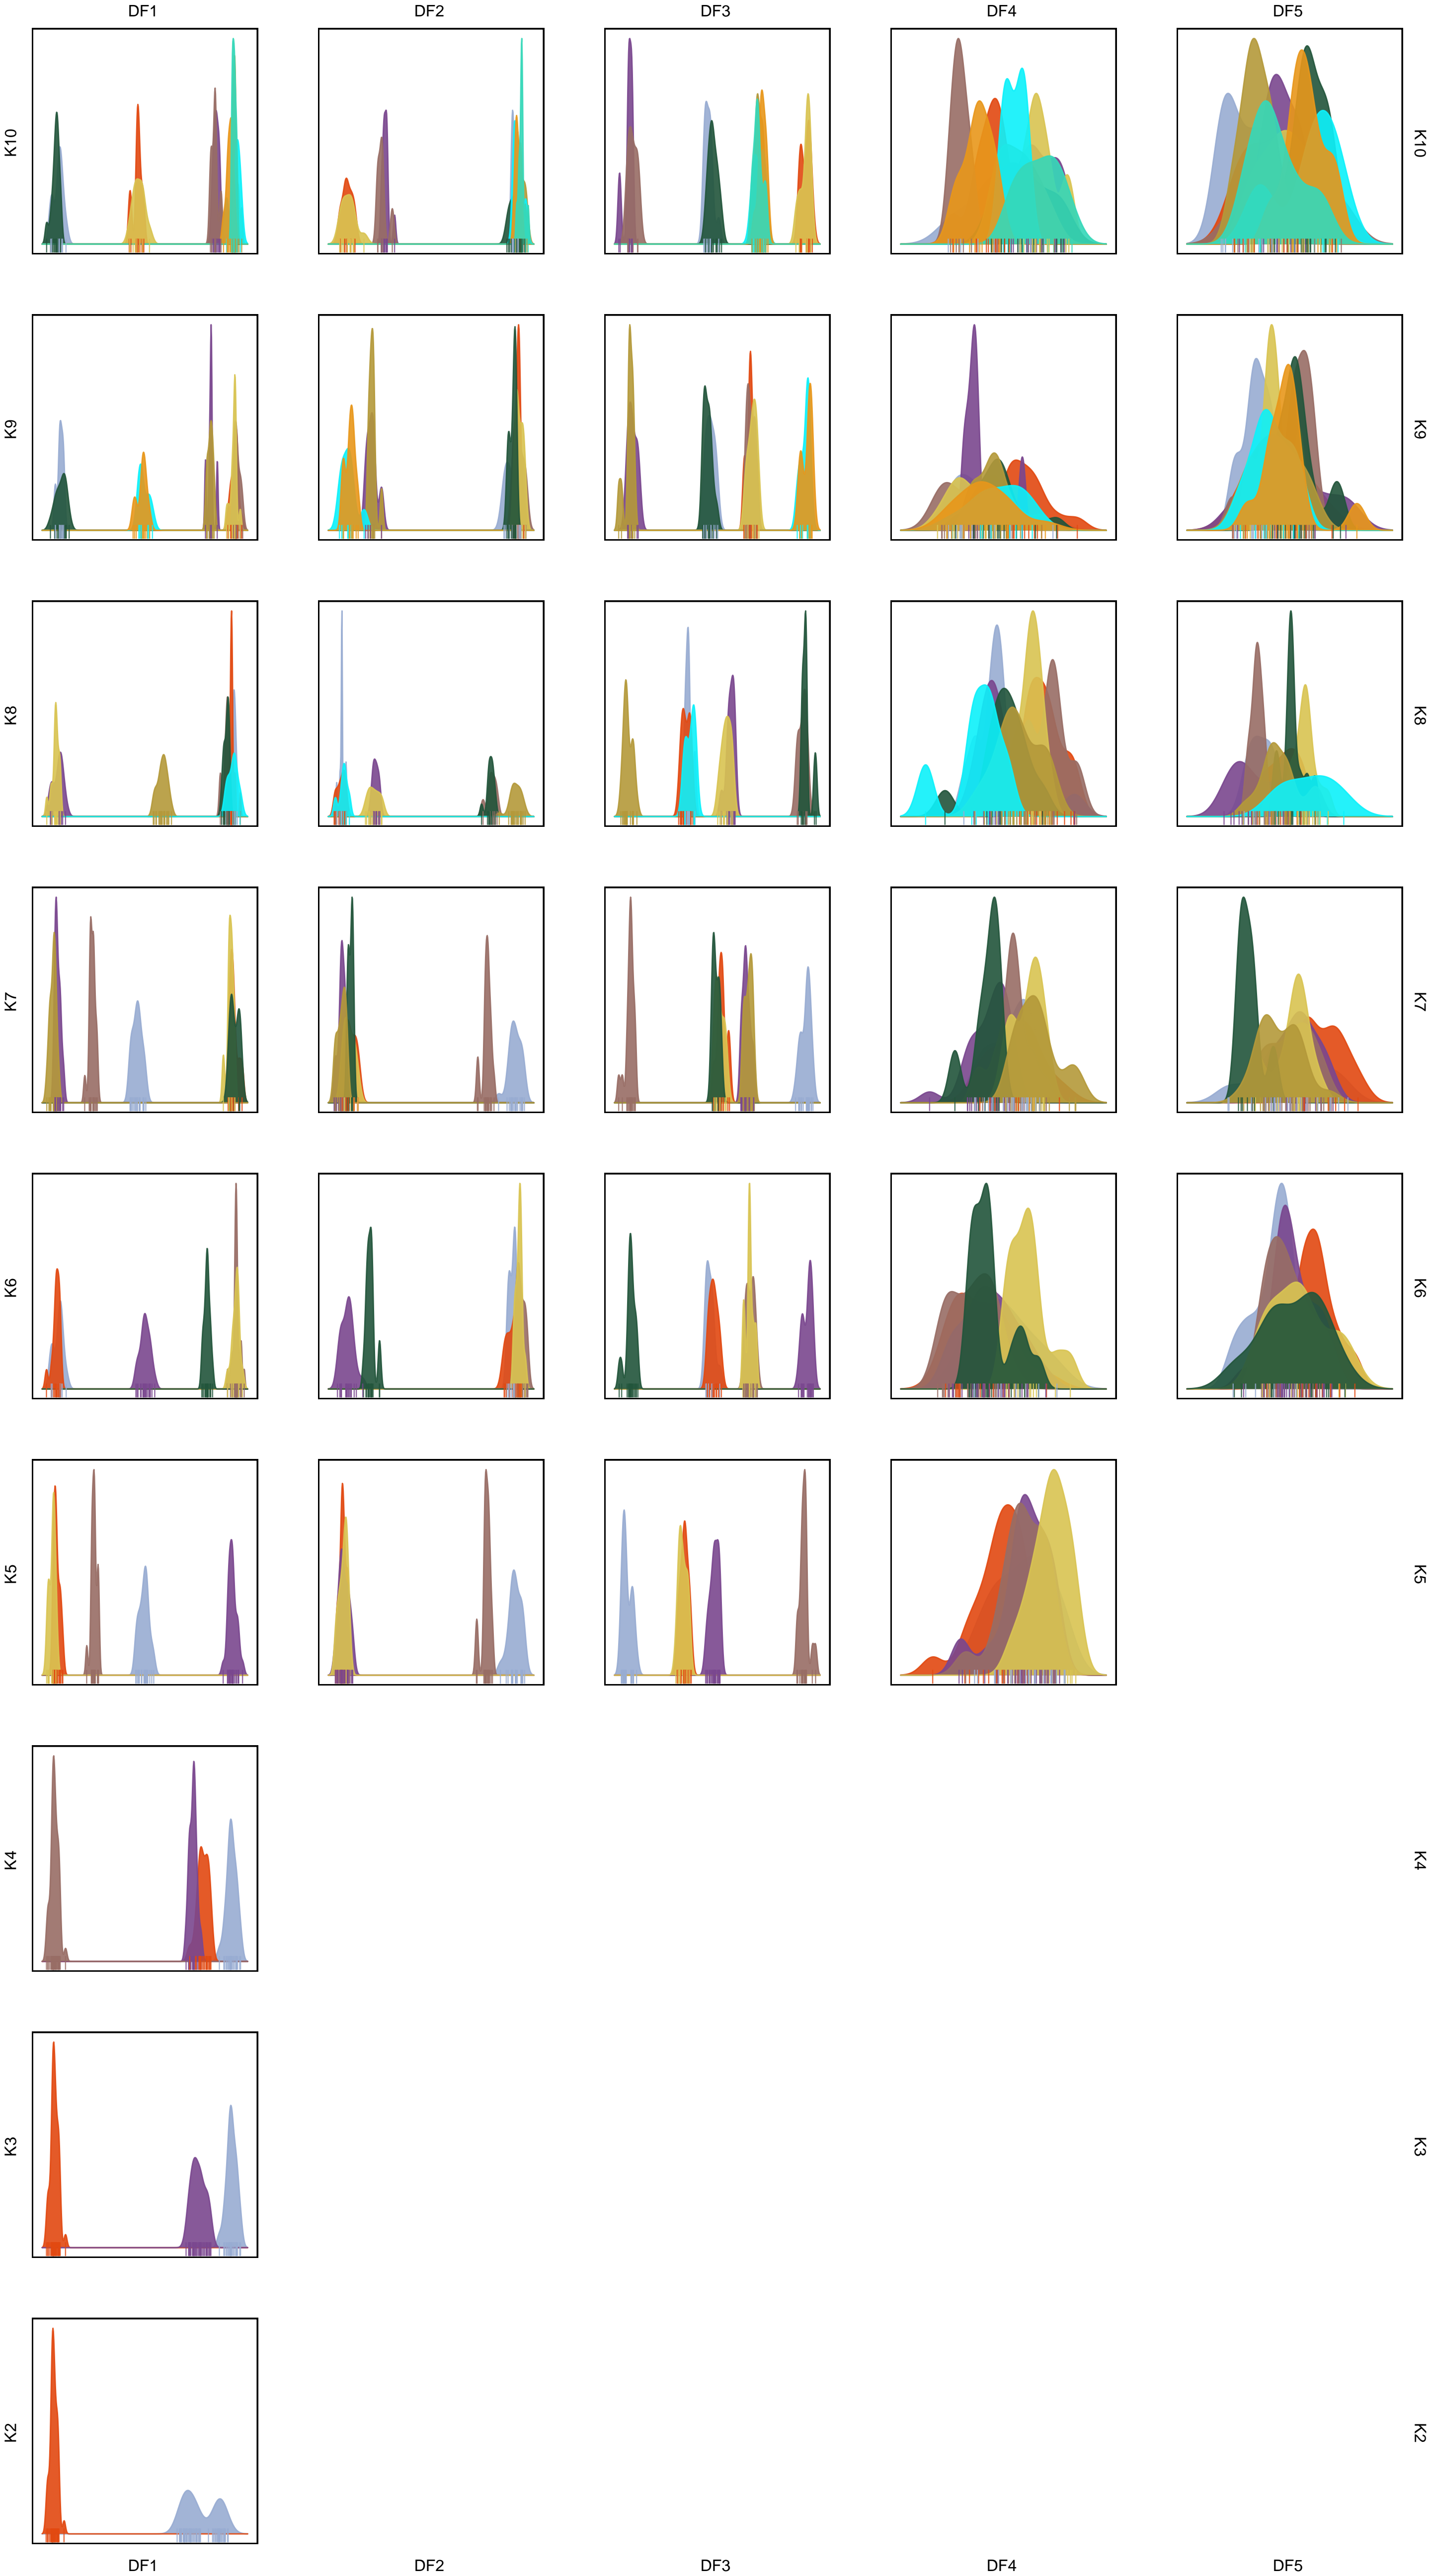 DF1 DF2 DF3 DF4 DF5
K10 K10
K9 K9
K8 K8
K7 K7
K6 K6
K5 K5
K4 K4
K3 K3
K2 K2
DF1 DF2 DF3 DF4 DF5